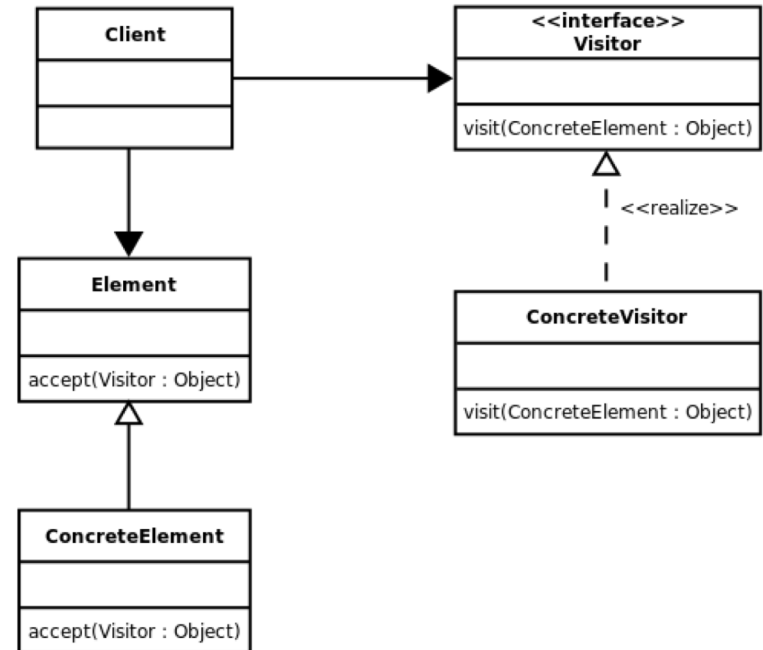 Client
<<interface>>
Visitor
visit(ConcreteElement : Object)
<<realize>>
Element
accept(Visitor : Object)
ConcreteVisitor
visit(ConcreteElement : Object)
ConcreteElement
accept(Visitor : Object)